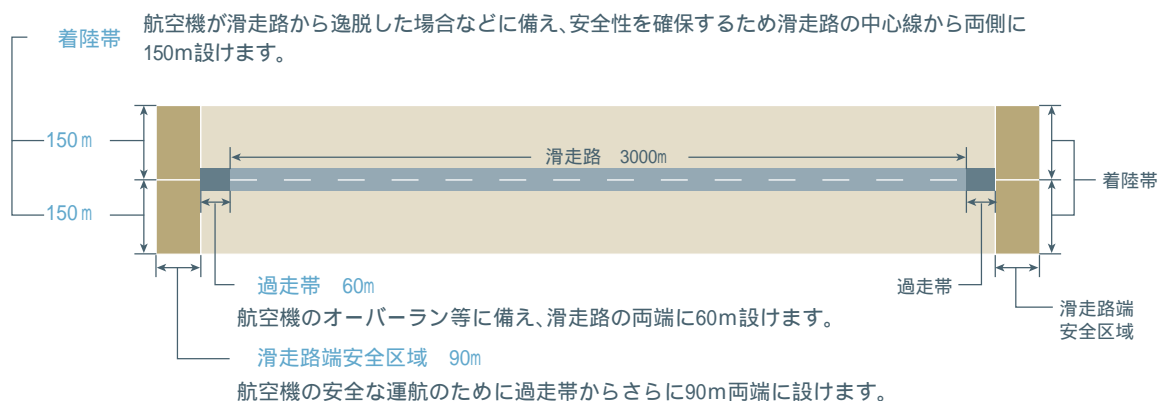 着陸帯
航空機が滑走路から逸脱した場合などに備え、安全性を確保するため滑走路の中心線から両側に
150m設けます。
150m
滑走路 3000m
着陸帯
150m
過走帯 60m
過走帯
航空機のオーバーラン等に備え、滑走路の両端に60m設けます。
滑走路端
安全区域
滑走路端安全区域 90m
航空機の安全な運航のために過走帯からさらに90m両端に設けます。